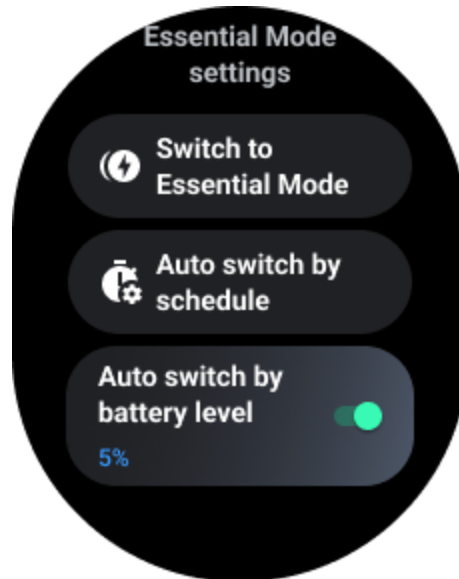 Essential Mode
settings
Switch to
Essential Mode
Auto switch by
schedule
Auto switch by
battery level
5%